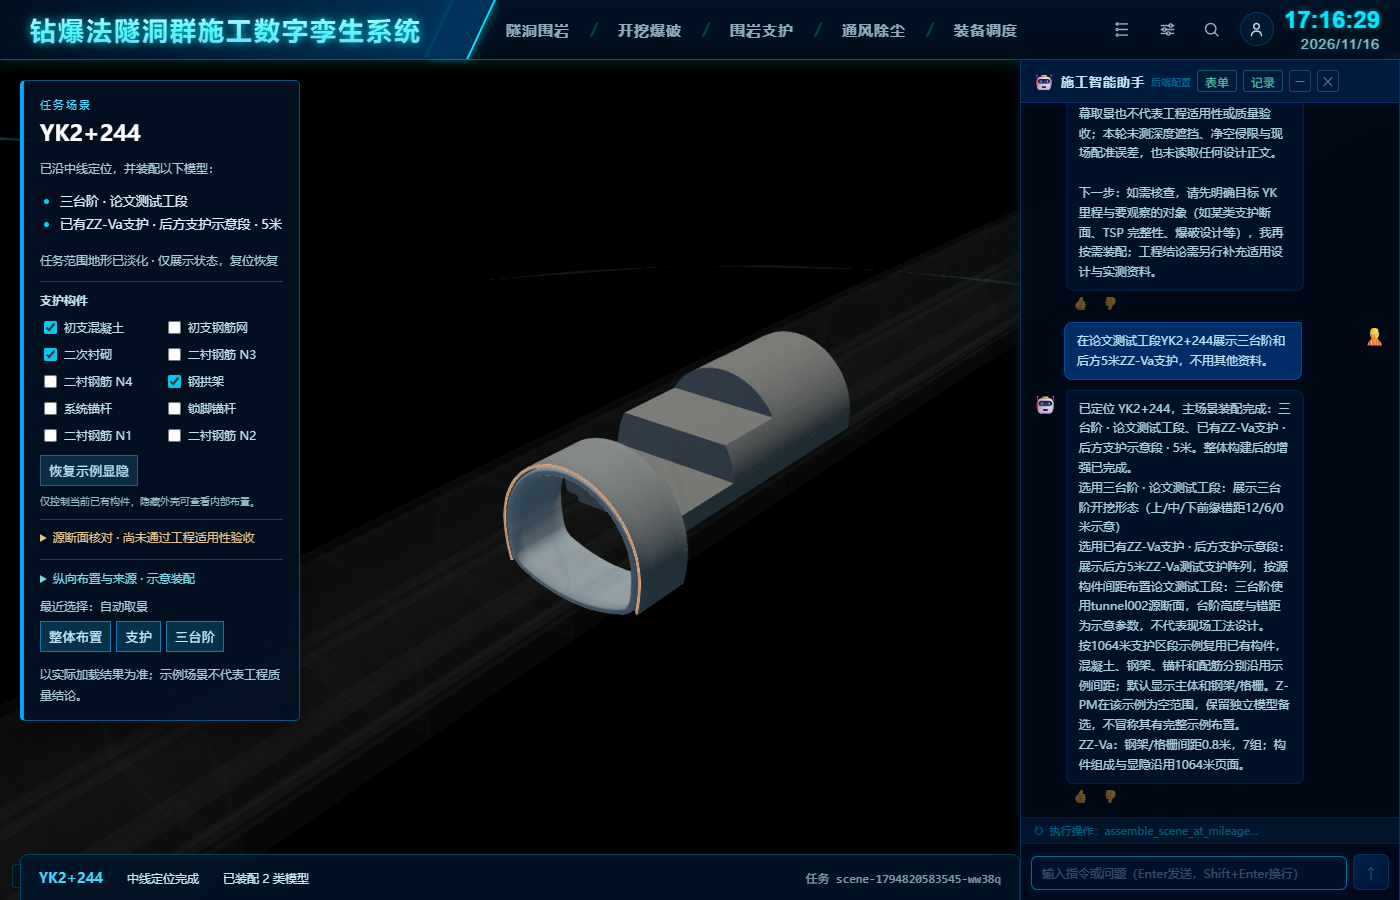 钻爆法隧洞群施工数字孪生系统
隧洞围岩 / 开挖爆破 / 围岩支护 / 通风除尘 / 装备调度
17:16:29
2026/11/16
任务场景
YK2+244
已沿中线定位，并装配以下模型：
三台阶 · 论文测试工段
已有ZZ-Va支护 · 后方支护示意段 · 5米
任务范围地形已淡化 · 仅展示状态，复位恢复
支护构件
初支混凝土 初支钢筋网
二次衬砌 二衬钢筋 N3
二衬钢筋 N4 钢拱架
系统锚杆 锁脚锚杆
二衬钢筋 N1 二衬钢筋 N2
恢复示例显隐
仅控制当前已有构件，隐藏外壳可查看内部布置。
源断面核对 · 尚未通过工程适用性验收
纵向布置与来源 · 示意装配
最近选择：自动取景
整体布置 支护 三台阶
以实际加载结果为准；示例场景不代表工程质
量结论。
施工智能助手 后端配置 表单 记录
幕取景也不代表工程适用性或质量验
收；本轮未测深度遮挡、净空侵限与现
场配准误差，也未读取任何设计正文。
下一步：如需核查，请先明确目标 YK
里程与要观察的对象（如某类支护断
面、TSP 完整性、爆破设计等），我再
按需装配；工程结论需另行补充适用设
计与实测资料。
在论文测试工段YK2+244展示三台阶和
后方5米ZZ-Va支护，不用其他资料。
已定位 YK2+244，主场景装配完成：三
台阶 · 论文测试工段、已有ZZ-Va支护 ·
后方支护示意段 · 5米。整体构建后的增
强已完成。
选用三台阶 · 论文测试工段：展示三台
阶开挖形态（上/中/下前缘错距12/6/0
米示意）
选用已有ZZ-Va支护 · 后方支护示意段：
展示后方5米ZZ-Va测试支护阵列，按源
构件间距布置论文测试工段：三台阶使
用tunnel002源断面，台阶高度与错距
为示意参数，不代表现场工法设计。
按1064米支护区段示例复用已有构件，
混凝土、钢架、锚杆和配筋分别沿用示
例间距；默认显示主体和钢架/格栅。Z-
PM在该示例为空范围，保留独立模型备
选，不冒称其有完整示例布置。
ZZ-Va：钢架/格栅间距0.8米，7组；构
件组成与显隐沿用1064米页面。
执行操作：assemble_scene_at_mileage...
输入指令或问题（Enter发送，Shift+Enter换行）
YK2+244 中线定位完成 已装配 2 类模型
任务 scene-1794820583545-ww38q